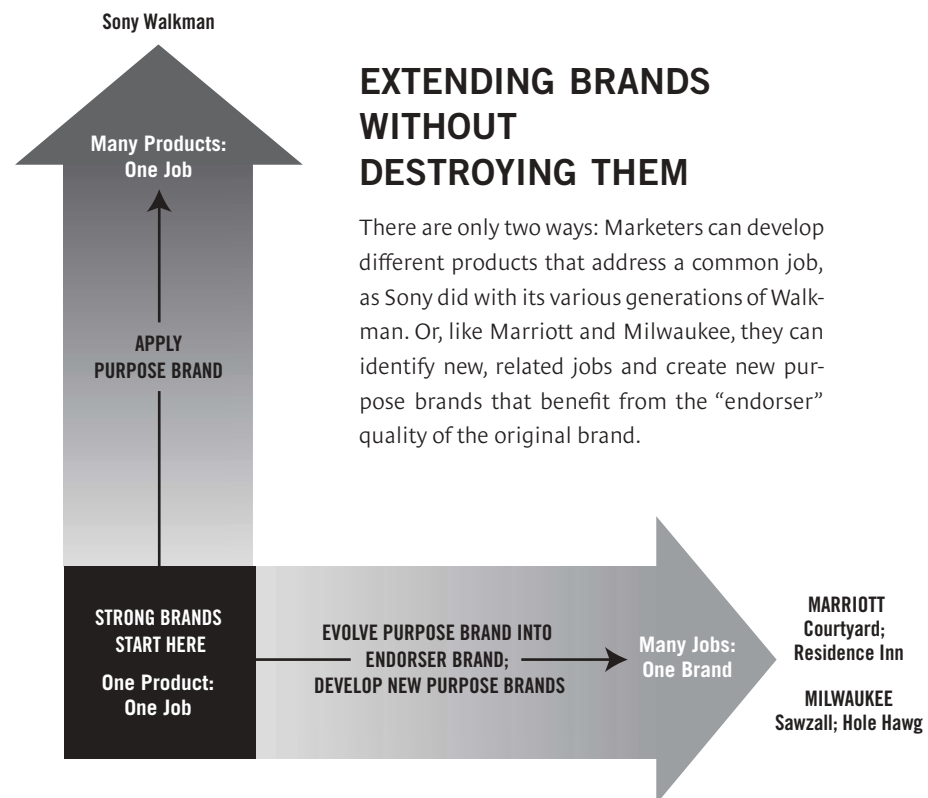 Sony Walkman
EXTENDING BRANDS
WITHOUT
DESTROYING THEM
There are only two ways: Marketers can develop
different products that address a common job,
as Sony did with its various generations of Walk-
man. Or, like Marriott and Milwaukee, they can
identify new, related jobs and create new pur-
pose brands that benefit from the “endorser”
quality of the original brand.
Many Products:
One Job
APPLY
PURPOSE BRAND
STRONG BRANDS
START HERE
One Product:
One Job
EVOLVE PURPOSE BRAND INTO
ENDORSER BRAND;
DEVELOP NEW PURPOSE BRANDS
Many Jobs:
One Brand
MARRIOTT
Courtyard;
Residence Inn
MILWAUKEE
Sawzall; Hole Hawg